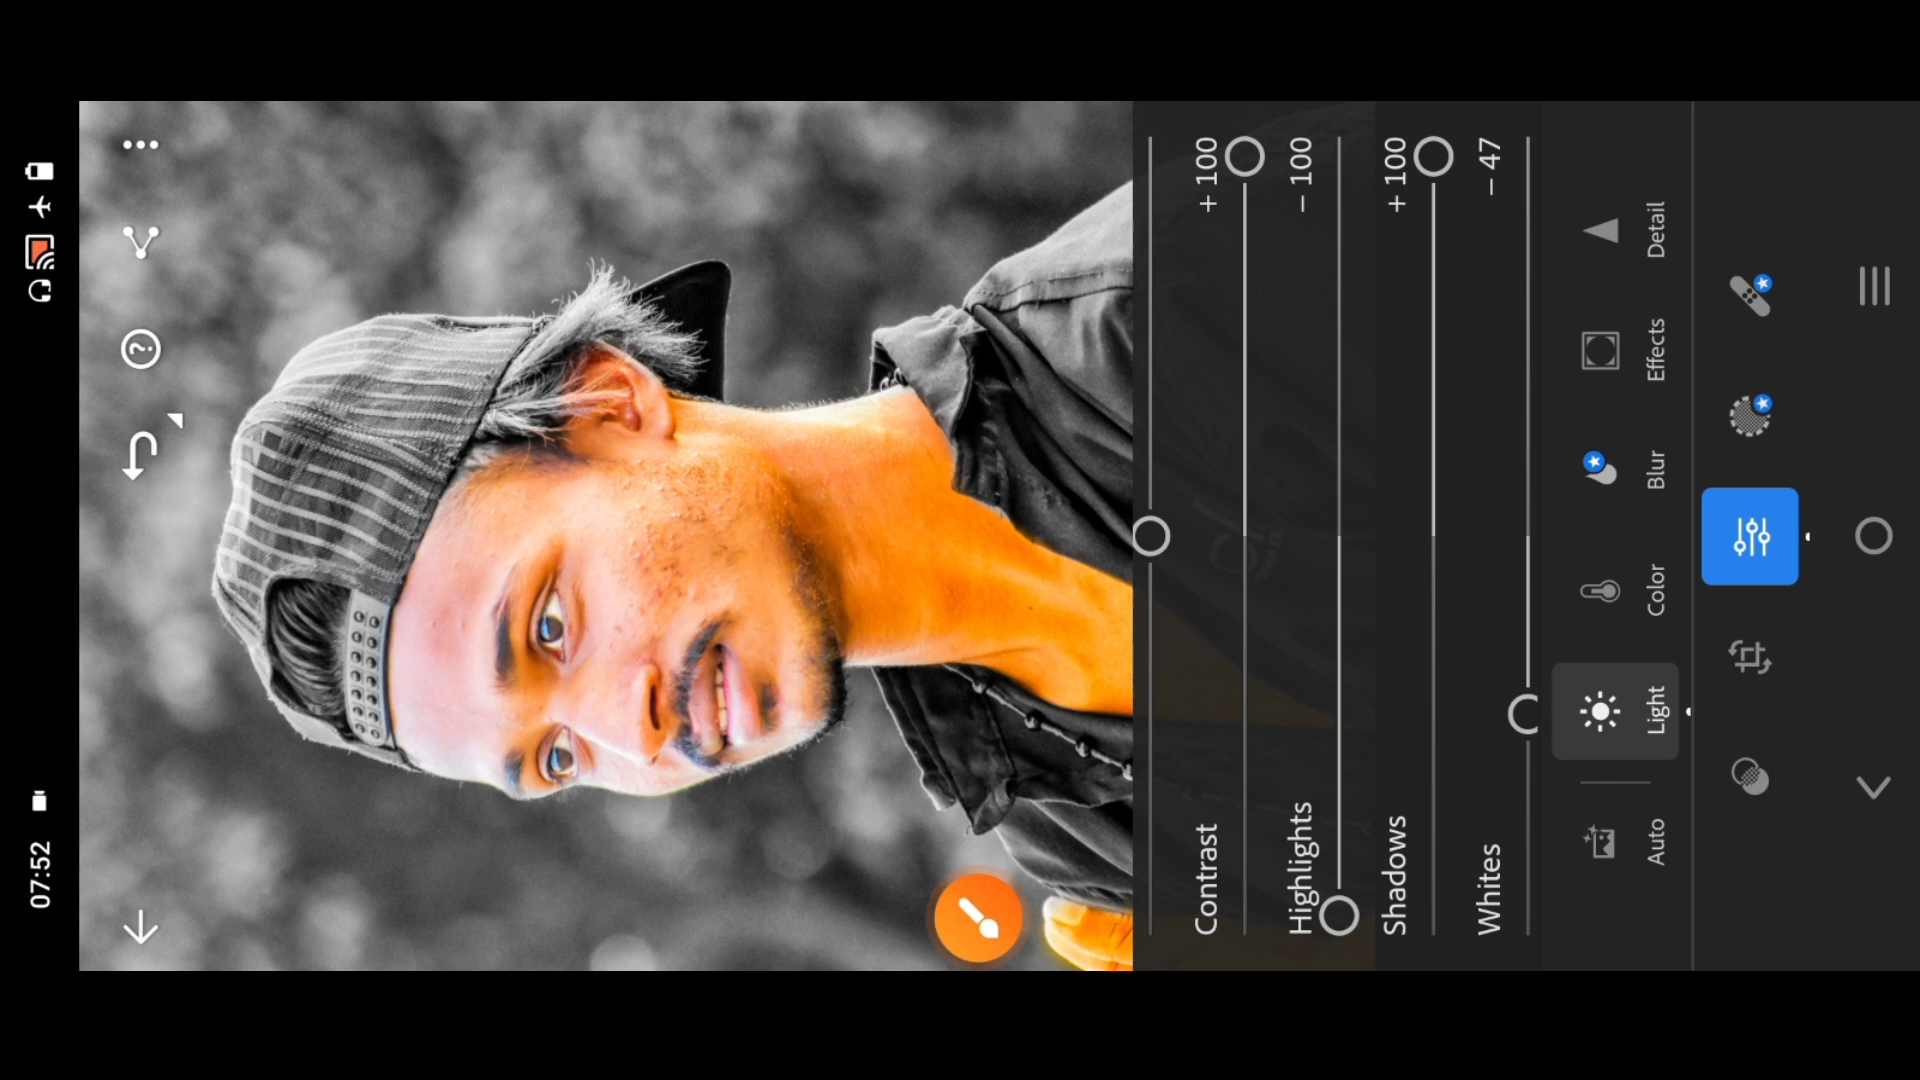 07:52
Contrast + 100
Highlights – 100
Shadows + 100
Whites – 47
Auto Light Color Blur Effects Detail